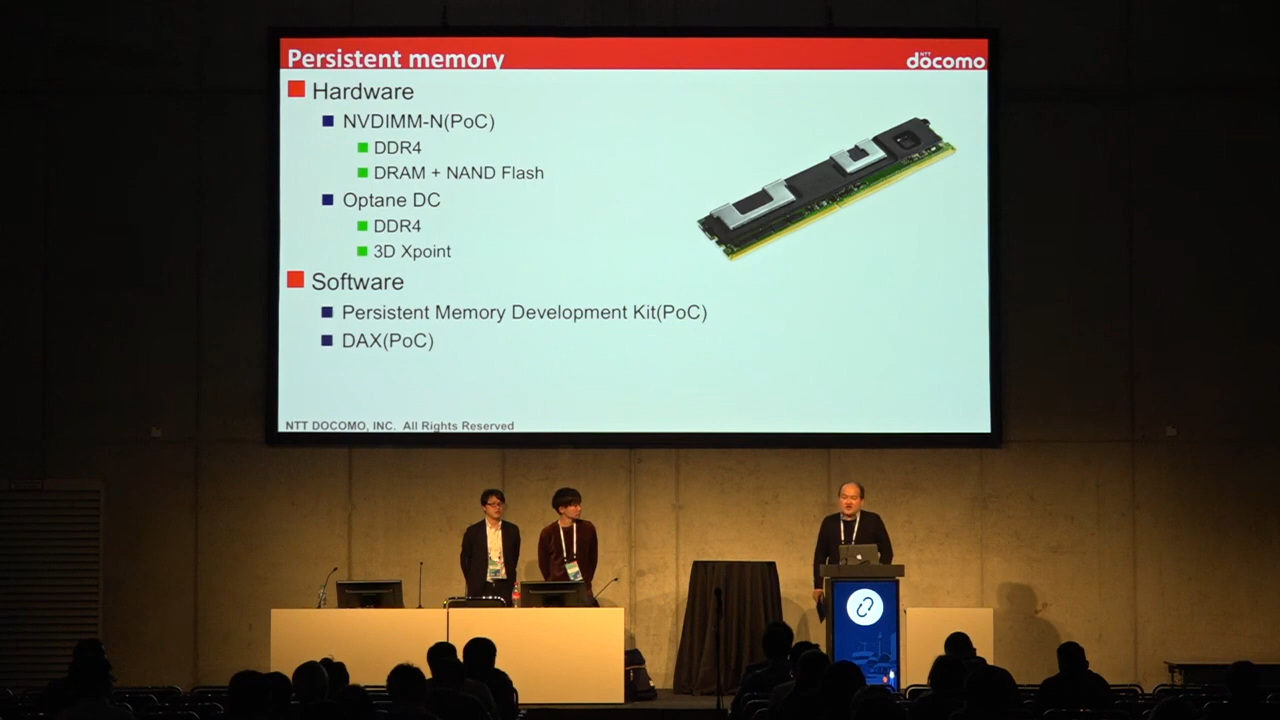 Persistent memory
NTT
docomo
Hardware
NVDIMM-N(PoC)
DDR4
DRAM + NAND Flash
Optane DC
DDR4
3D Xpoint
Software
Persistent Memory Development Kit(PoC)
DAX(PoC)
NTT DOCOMO, INC. All Rights Reserved